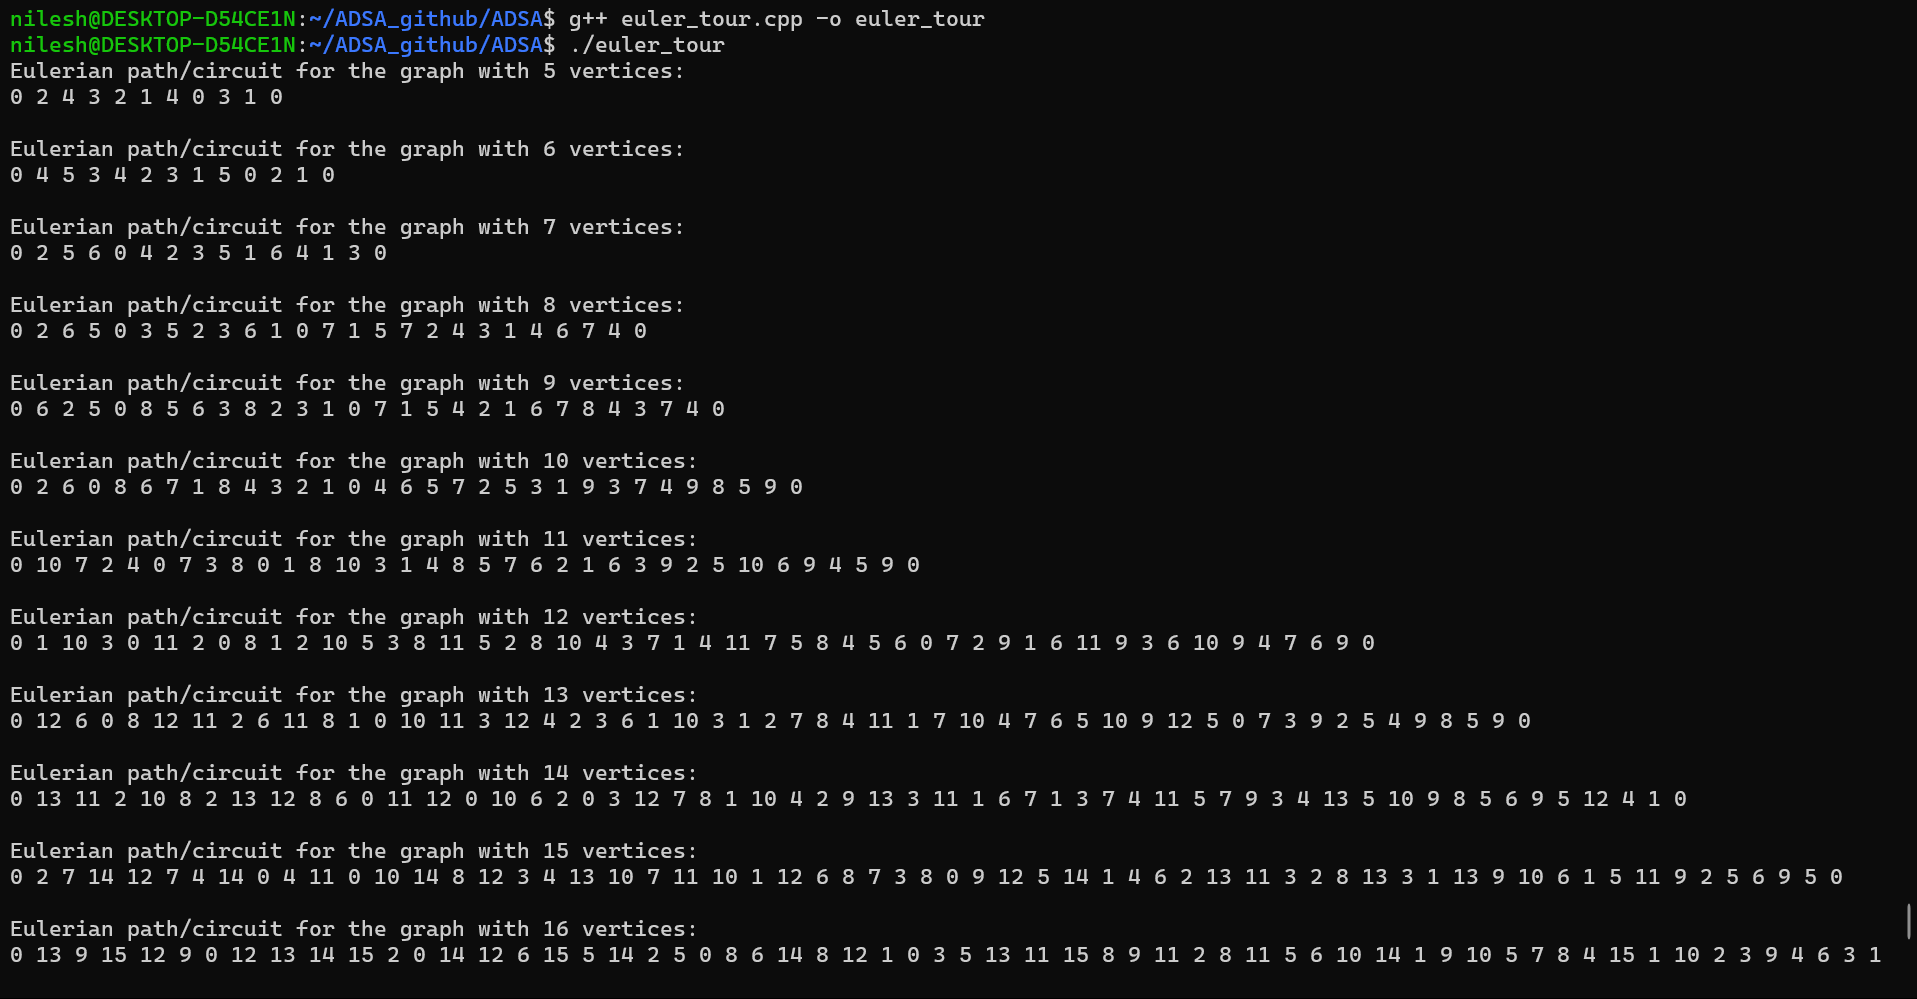 nilesh@DESKTOP-D54CE1N:~/ADSA_github/ADSA$ g++ euler_tour.cpp -o euler_tour
nilesh@DESKTOP-D54CE1N:~/ADSA_github/ADSA$ ./euler_tour
Eulerian path/circuit for the graph with 5 vertices:
0 2 4 3 2 1 4 0 3 1 0
Eulerian path/circuit for the graph with 6 vertices:
0 4 5 3 4 2 3 1 5 0 2 1 0
Eulerian path/circuit for the graph with 7 vertices:
0 2 5 6 0 4 2 3 5 1 6 4 1 3 0
Eulerian path/circuit for the graph with 8 vertices:
0 2 6 5 0 3 5 2 3 6 1 0 7 1 5 7 2 4 3 1 4 6 7 4 0
Eulerian path/circuit for the graph with 9 vertices:
0 6 2 5 0 8 5 6 3 8 2 3 1 0 7 1 5 4 2 1 6 7 8 4 3 7 4 0
Eulerian path/circuit for the graph with 10 vertices:
0 2 6 0 8 6 7 1 8 4 3 2 1 0 4 6 5 7 2 5 3 1 9 3 7 4 9 8 5 9 0
Eulerian path/circuit for the graph with 11 vertices:
0 10 7 2 4 0 7 3 8 0 1 8 10 3 1 4 8 5 7 6 2 1 6 3 9 2 5 10 6 9 4 5 9 0
Eulerian path/circuit for the graph with 12 vertices:
0 1 10 3 0 11 2 0 8 1 2 10 5 3 8 11 5 2 8 10 4 3 7 1 4 11 7 5 8 4 5 6 0 7 2 9 1 6 11 9 3 6 10 9 4 7 6 9 0
Eulerian path/circuit for the graph with 13 vertices:
0 12 6 0 8 12 11 2 6 11 8 1 0 10 11 3 12 4 2 3 6 1 10 3 1 2 7 8 4 11 1 7 10 4 7 6 5 10 9 12 5 0 7 3 9 2 5 4 9 8 5 9 0
Eulerian path/circuit for the graph with 14 vertices:
0 13 11 2 10 8 2 13 12 8 6 0 11 12 0 10 6 2 0 3 12 7 8 1 10 4 2 9 13 3 11 1 6 7 1 3 7 4 11 5 7 9 3 4 13 5 10 9 8 5 6 9 5 12 4 1 0
Eulerian path/circuit for the graph with 15 vertices:
0 2 7 14 12 7 4 14 0 4 11 0 10 14 8 12 3 4 13 10 7 11 10 1 12 6 8 7 3 8 0 9 12 5 14 1 4 6 2 13 11 3 2 8 13 3 1 13 9 10 6 1 5 11 9 2 5 6 9 5 0
Eulerian path/circuit for the graph with 16 vertices:
0 13 9 15 12 9 0 12 13 14 15 2 0 14 12 6 15 5 14 2 5 0 8 6 14 8 12 1 0 3 5 13 11 15 8 9 11 2 8 11 5 6 10 14 1 9 10 5 7 8 4 15 1 10 2 3 9 4 6 3 1